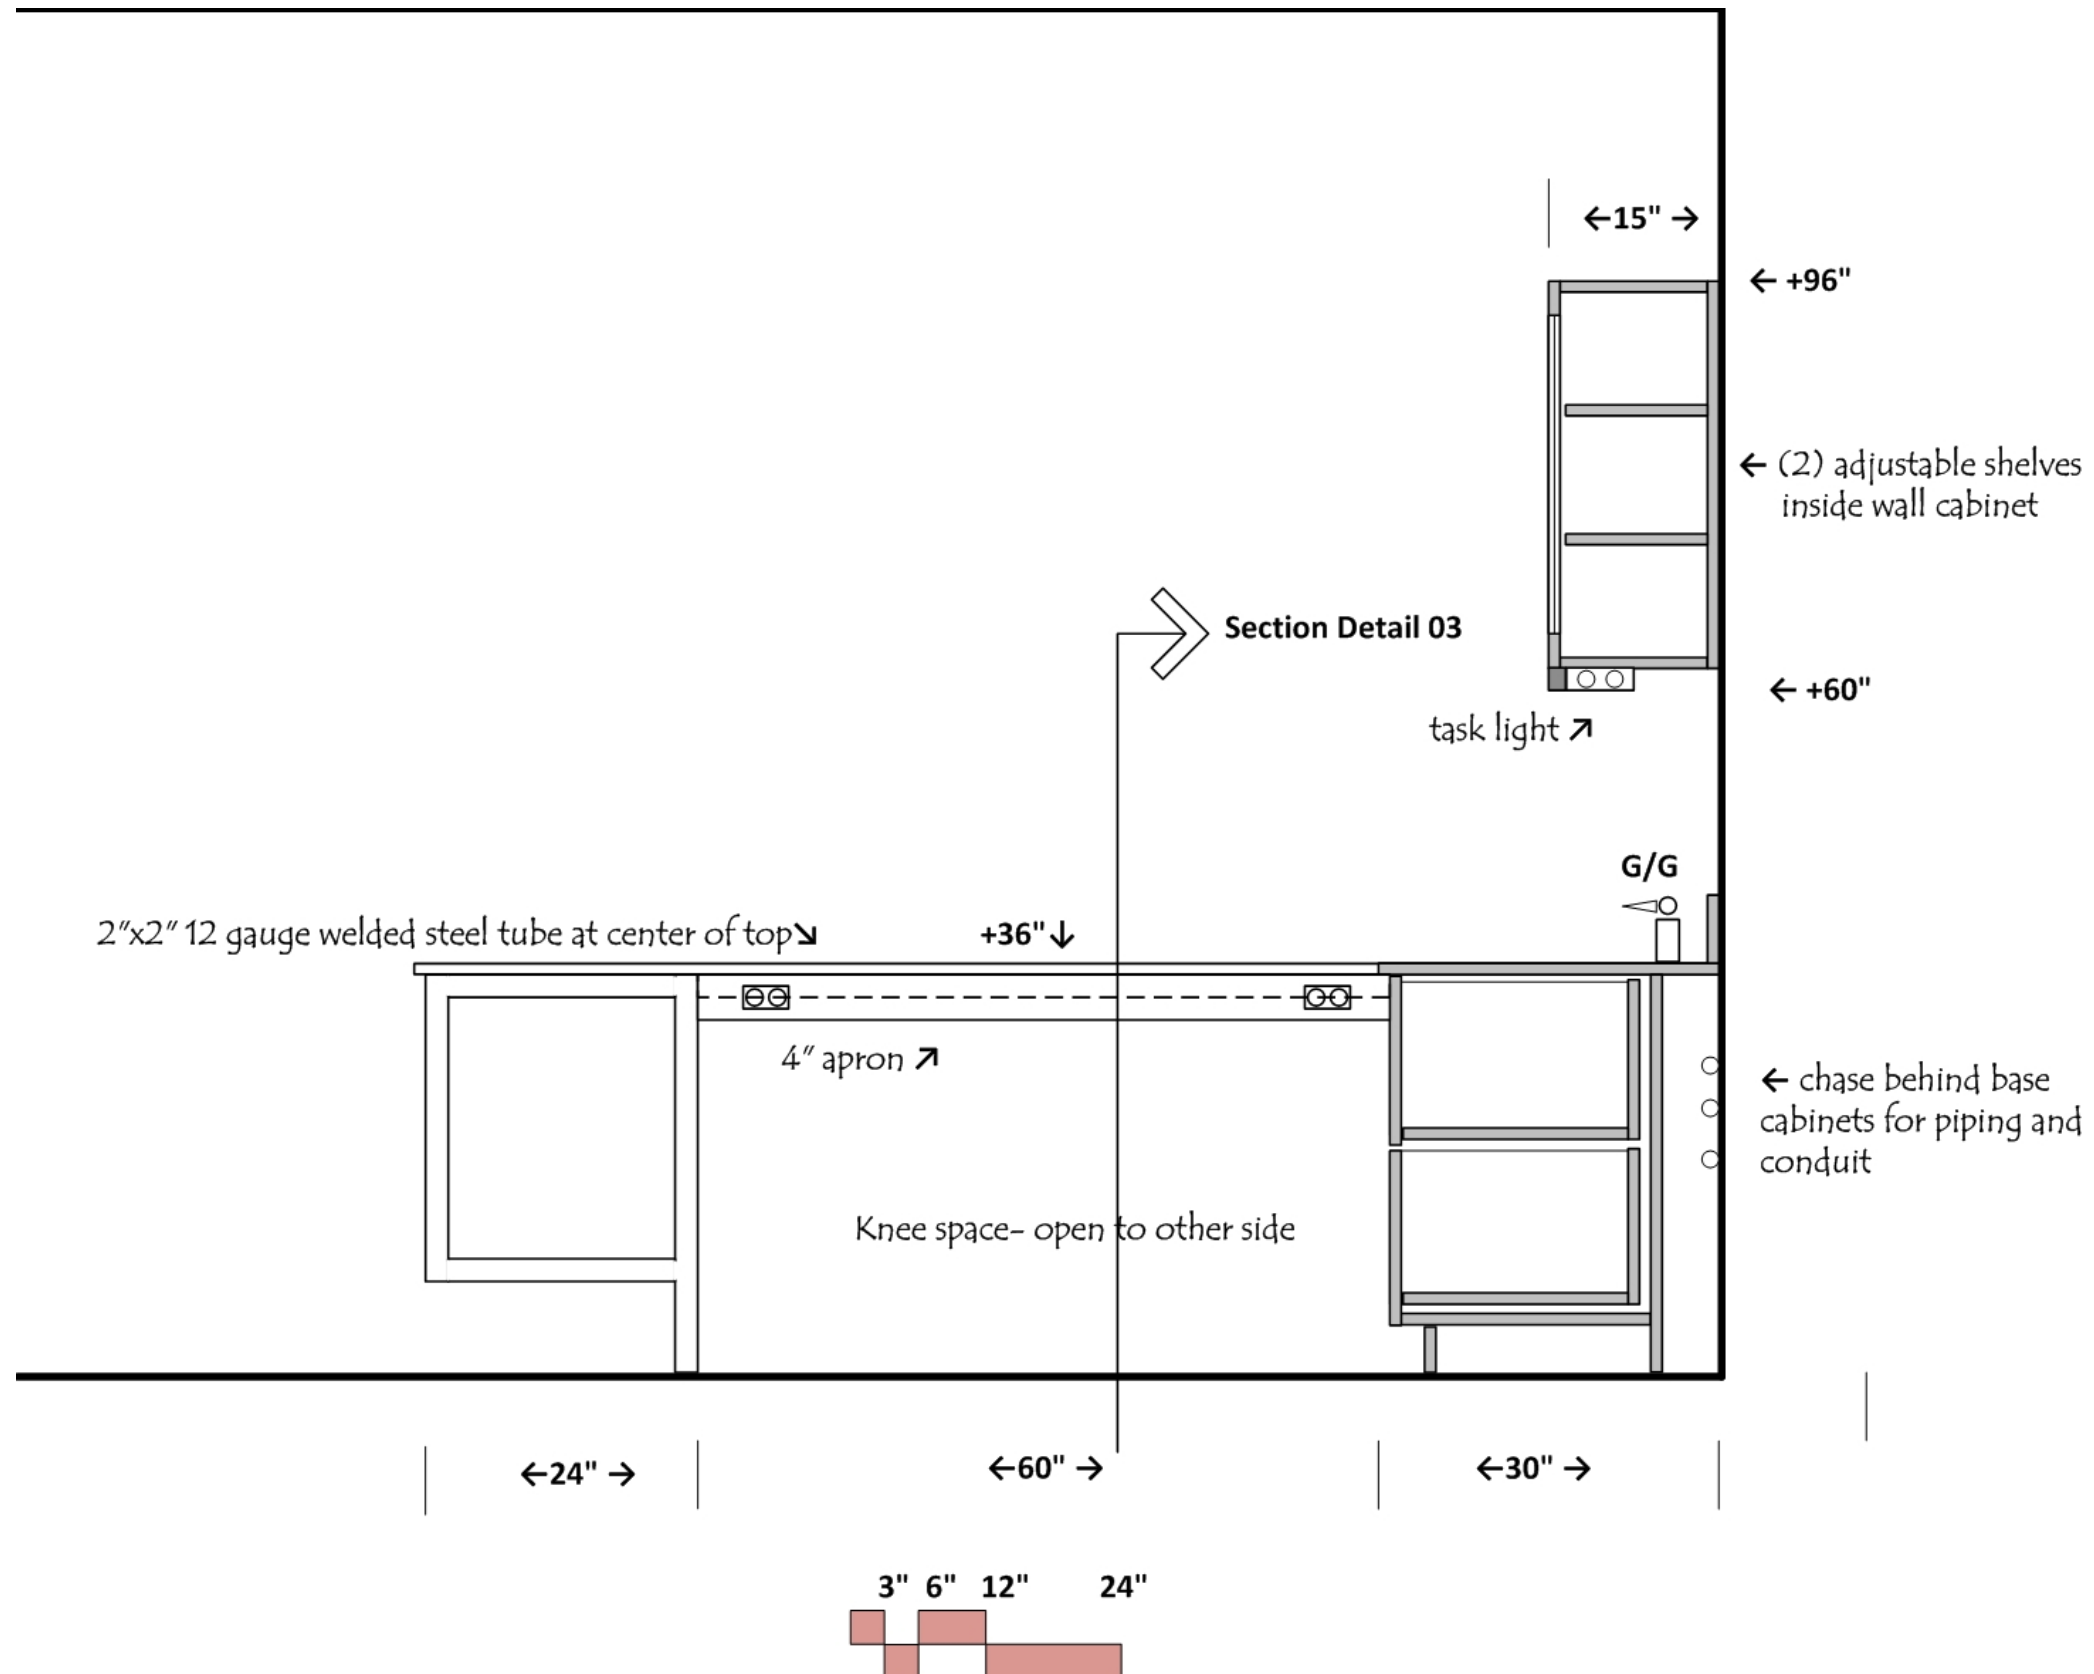 ←15" →
← +96"
← (2) adjustable shelves
inside wall cabinet
Section Detail 03
← +60"
task light ↗
G/G
2"x2" 12 gauge welded steel tube at center of top↘
+36"↓
4" apron ↗
← chase behind base
cabinets for piping and
conduit
Knee space- open to other side
←24" →
←60" →
←30" →
3" 6" 12" 24"